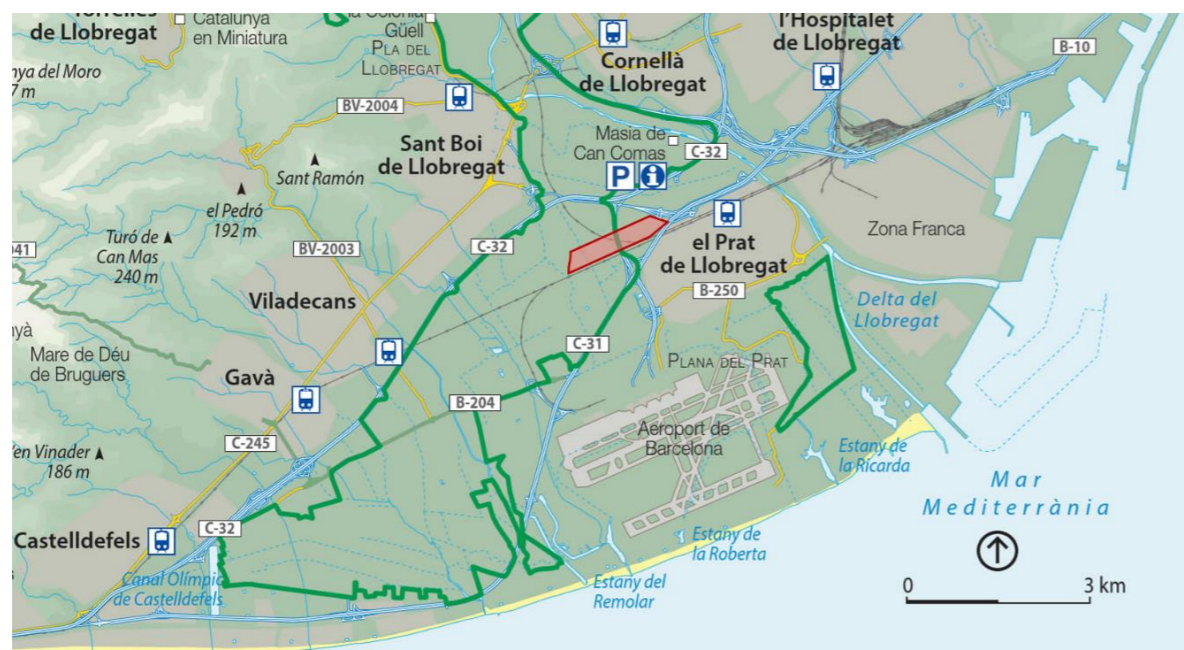 de Llobregat
Catalunya
en Miniatura
Güell
PLA DEL
LLOBREGAT
Cornellà
de Llobregat
l'Hospitalet
de Llobregat
B-10
nya del Moro
7 m
BV-2004
Sant Boi
de Llobregat
Masia de
Can Comas
C-32
P
i
Sant Ramón
el Pedró
192 m
Turó de
Can Mas
240 m
041
BV-2003
C-32
el Prat
de Llobregat
Zona Franca
B-250
Viladecans
Delta del
Llobregat
nyà
Mare de Déu
de Bruguers
C-31
PLANA DEL PRAT
Gavà
B-204
Aeroport de
Barcelona
C-245
'en Vinader
186 m
Estany de
la Ricarda
Mar
Mediterrània
C-32
Castelldefels
Estany de
la Roberta
Canal Olímpic
de Castelldefels
Estany del
Remolar
0 3 km